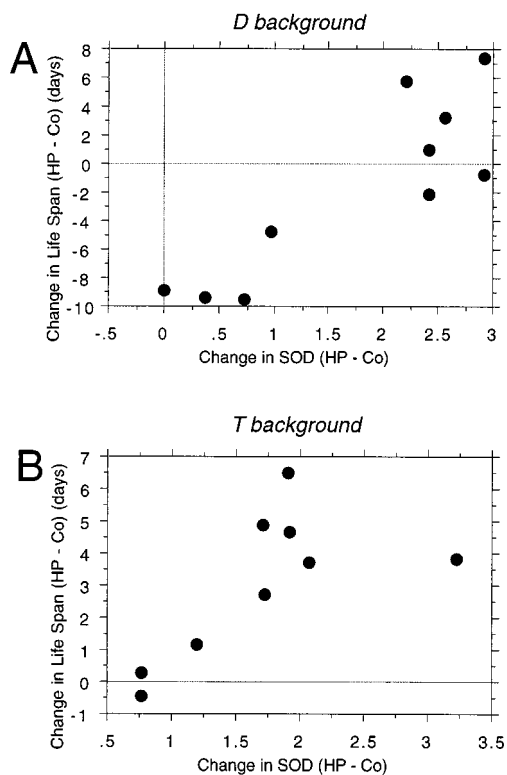 D background
A
Change in Life Span (HP - Co) (days)
8
6
4
2
0
-2
-4
-6
-8
-10
-.5 0 .5 1 1.5 2 2.5 3
Change in SOD (HP - Co)
T background
B
Change in Life Span (HP - Co) (days)
7
6
5
4
3
2
1
0
-1
.5 1 1.5 2 2.5 3 3.5
Change in SOD (HP - Co)